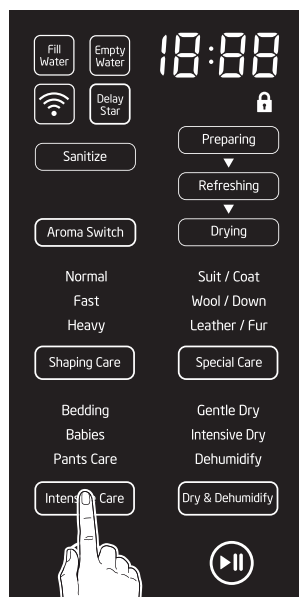 Fill
Water
Empty
Water
18:88
Delay
Star
Sanitize
Preparing
Refreshing
Aroma Switch
Drying
Normal
Fast
Heavy
Suit / Coat
Wool / Down
Leather / Fur
Shaping Care
Special Care
Bedding
Babies
Pants Care
Gentle Dry
Intensive Dry
Dehumidify
Care
Dry & Dehumidify